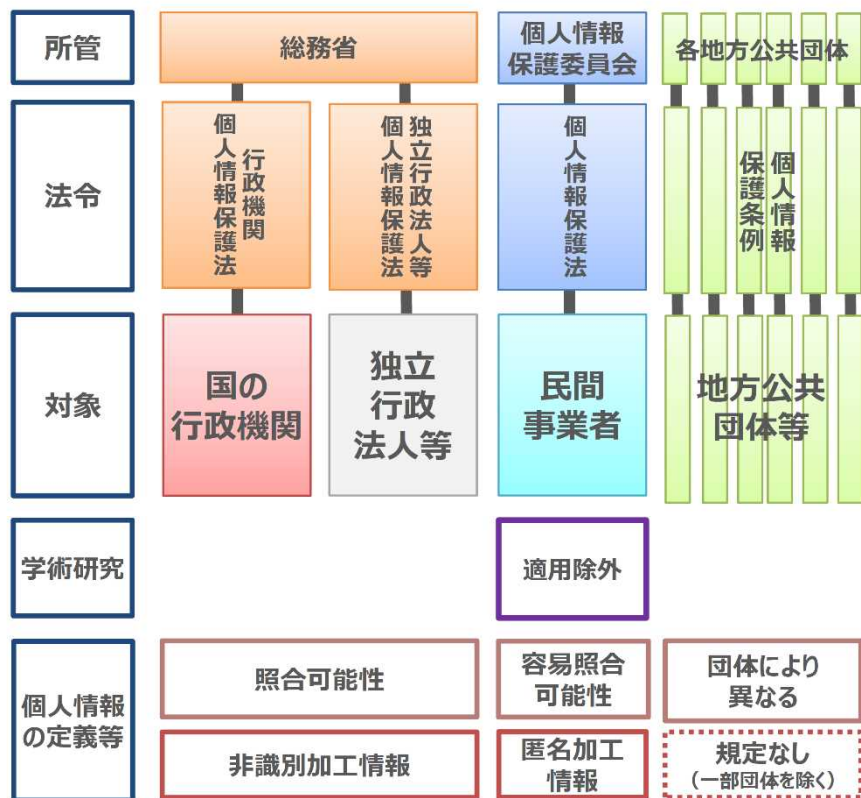 所管
総務省
個人情報
保護委員会
各地方公共団体
法令
行政機関
個人情報保護法
独立行政法人等
個人情報保護法
個人情報保護法
個人情報
保護条例
対象
国の
行政機関
独立
行政
法人等
民間
事業者
地方公共
団体等
学術研究
適用除外
個人情報
の定義等
照合可能性
容易照合
可能性
団体により
異なる
非識別加工情報
匿名加工
情報
規定なし
（一部団体を除く）